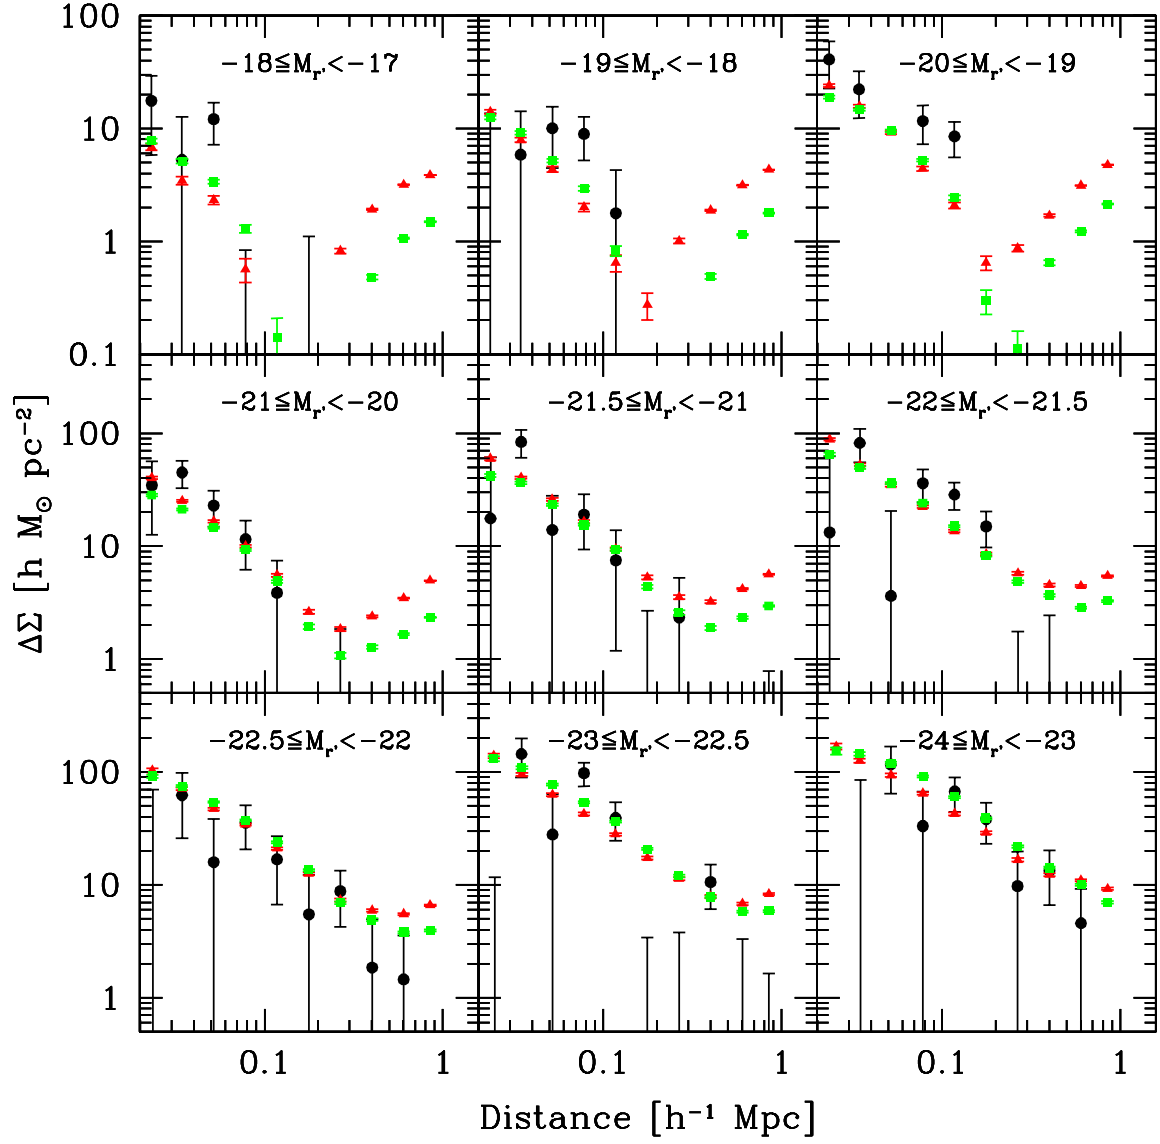 100
10
1
0.1
−18≦M_r'<−17
−19≦M_r'<−18
−20≦M_r'<−19
100
10
1
−21≦M_r'<−20
−21.5≦M_r'<−21
−22≦M_r'<−21.5
100
10
1
−22.5≦M_r'<−22
−23≦M_r'<−22.5
−24≦M_r'<−23
0.1 1 0.1 1 0.1 1
ΔΣ [h M_⊙ pc⁻²]
Distance [h⁻¹ Mpc]